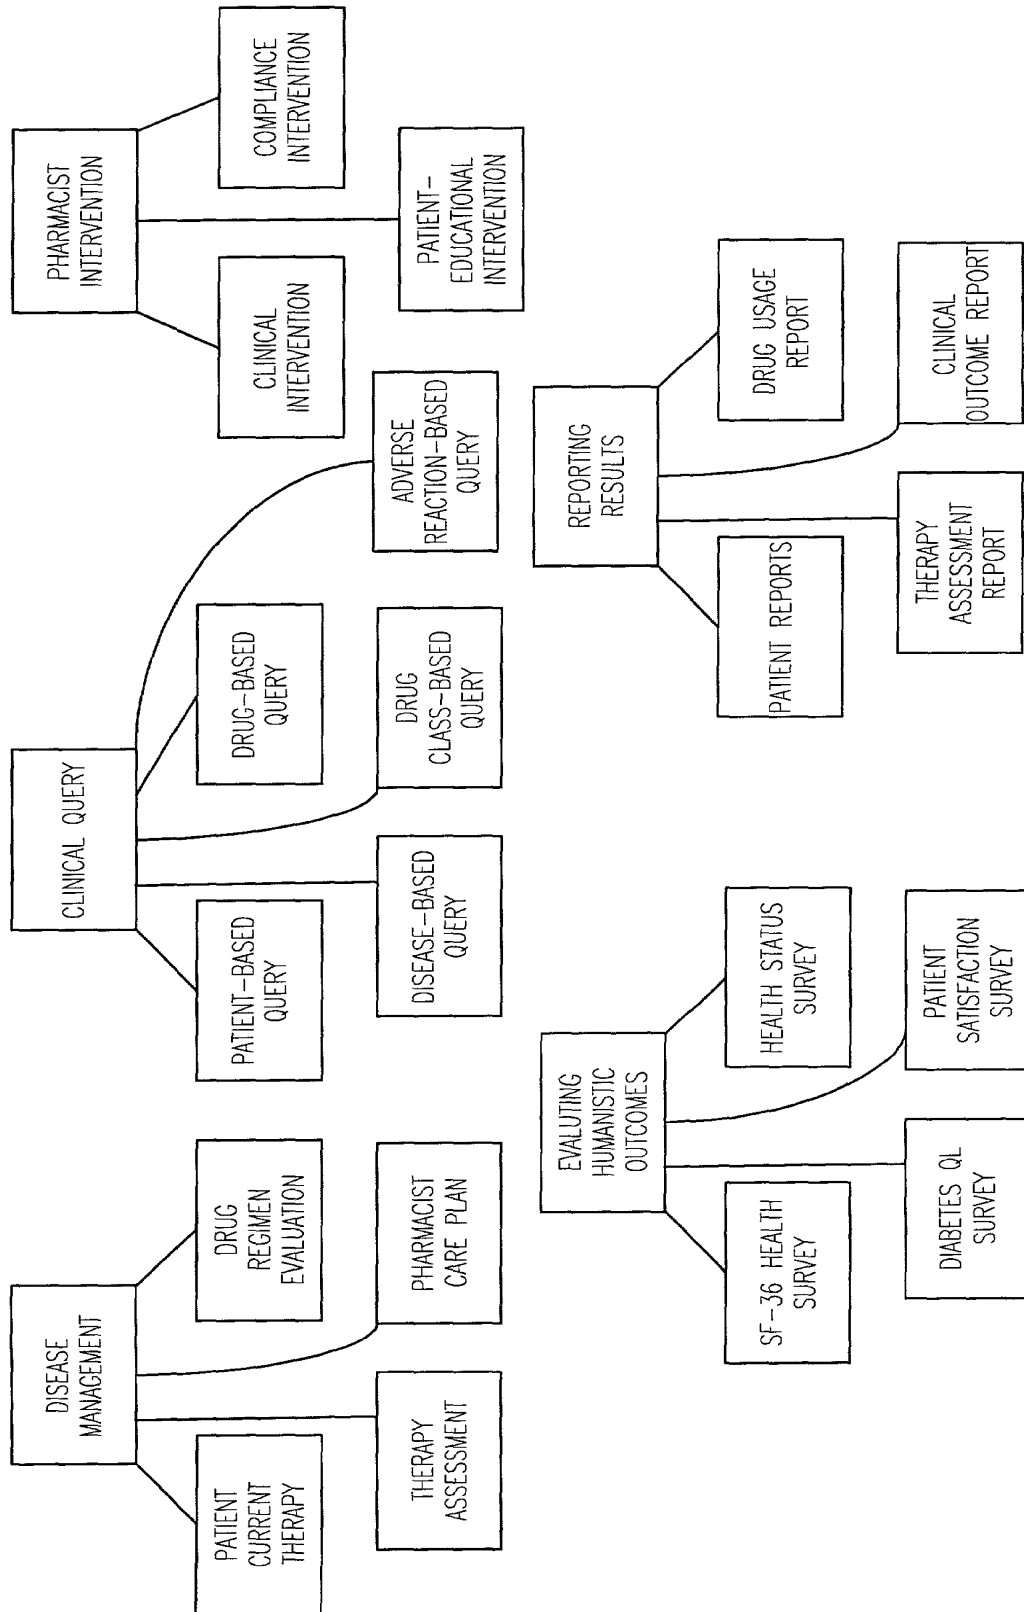 DISEASE
MANAGEMENT
PATIENT
CURRENT
THERAPY
DRUG
REGIMEN
EVALUATION
THERAPY
ASSESSMENT
PHARMACIST
CARE PLAN
CLINICAL QUERY
PATIENT-BASED
QUERY
DRUG-BASED
QUERY
DISEASE-BASED
QUERY
DRUG
CLASS-BASED
QUERY
ADVERSE
REACTION-BASED
QUERY
PHARMACIST
INTERVENTION
CLINICAL
INTERVENTION
COMPLIANCE
INTERVENTION
PATIENT-
EDUCATIONAL
INTERVENTION
EVALUTING
HUMANISTIC
OUTCOMES
SF-36 HEALTH
SURVEY
HEALTH STATUS
SURVEY
DIABETES QL
SURVEY
PATIENT
SATISFACTION
SURVEY
REPORTING
RESULTS
PATIENT REPORTS
DRUG USAGE
REPORT
THERAPY
ASSESSMENT
REPORT
CLINICAL
OUTCOME REPORT